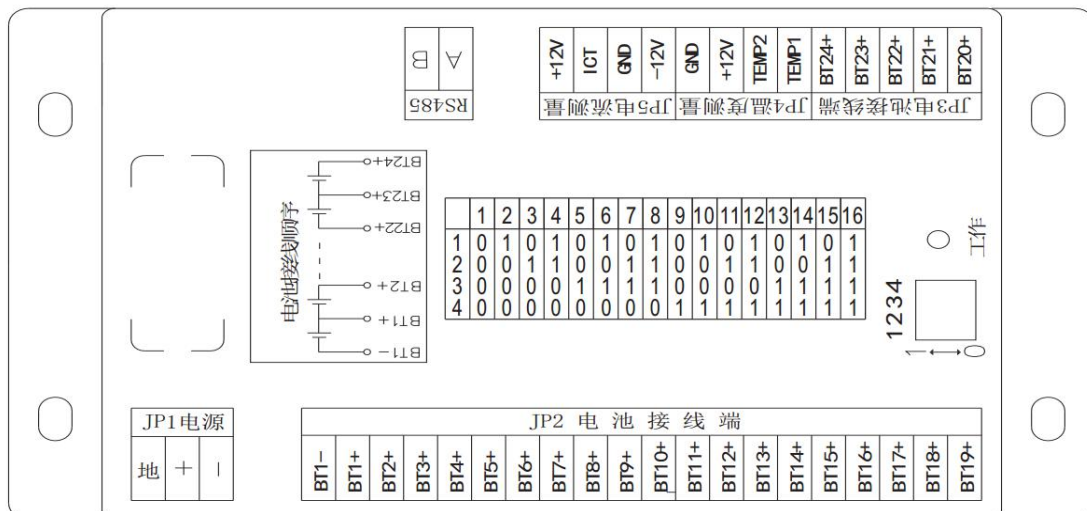 +12V ICT GND -12V GND +12V TEMP2 TEMP1 BT24+ BT23+ BT22+ BT21+ BT20+
B A
RS485
JP5电流测量 JP4温度测量 JP3电池接线端
电池接线顺序
BT24+
BT23+
BT22+
BT2+
BT1+
BT1-
1 2 3 4 5 6 7 8 9 10 11 12 13 14 15 16
1 0 1 0 1 0 1 0 1 0 1 0 1 0 1 0 1
2 0 0 1 1 0 0 1 1 0 0 1 1 0 0 1 1
3 0 0 0 0 1 1 1 1 0 0 0 0 1 1 1 1
4 0 0 0 0 0 0 0 0 1 1 1 1 1 1 1 1
工作
1234
1 0
JP1电源
地 + -
JP2 电 池 接 线 端
BT1- BT1+ BT2+ BT3+ BT4+ BT5+ BT6+ BT7+ BT8+ BT9+ BT10+ BT11+ BT12+ BT13+ BT14+ BT15+ BT16+ BT17+ BT18+ BT19+